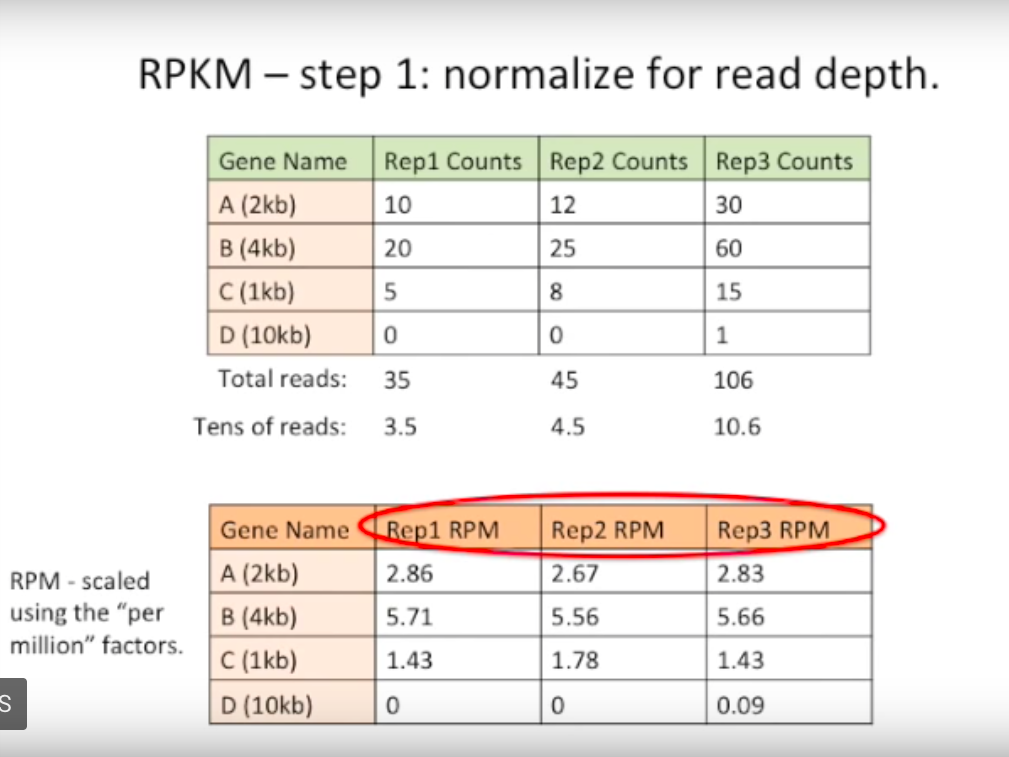 RPKM – step 1: normalize for read depth.
Gene Name Rep1 Counts Rep2 Counts Rep3 Counts
A (2kb) 10 12 30
B (4kb) 20 25 60
C (1kb) 5 8 15
D (10kb) 0 0 1
Total reads: 35 45 106
Tens of reads: 3.5 4.5 10.6
Gene Name Rep1 RPM Rep2 RPM Rep3 RPM
RPM - scaled
using the “per
million” factors.
A (2kb) 2.86 2.67 2.83
B (4kb) 5.71 5.56 5.66
C (1kb) 1.43 1.78 1.43
D (10kb) 0 0 0.09
S